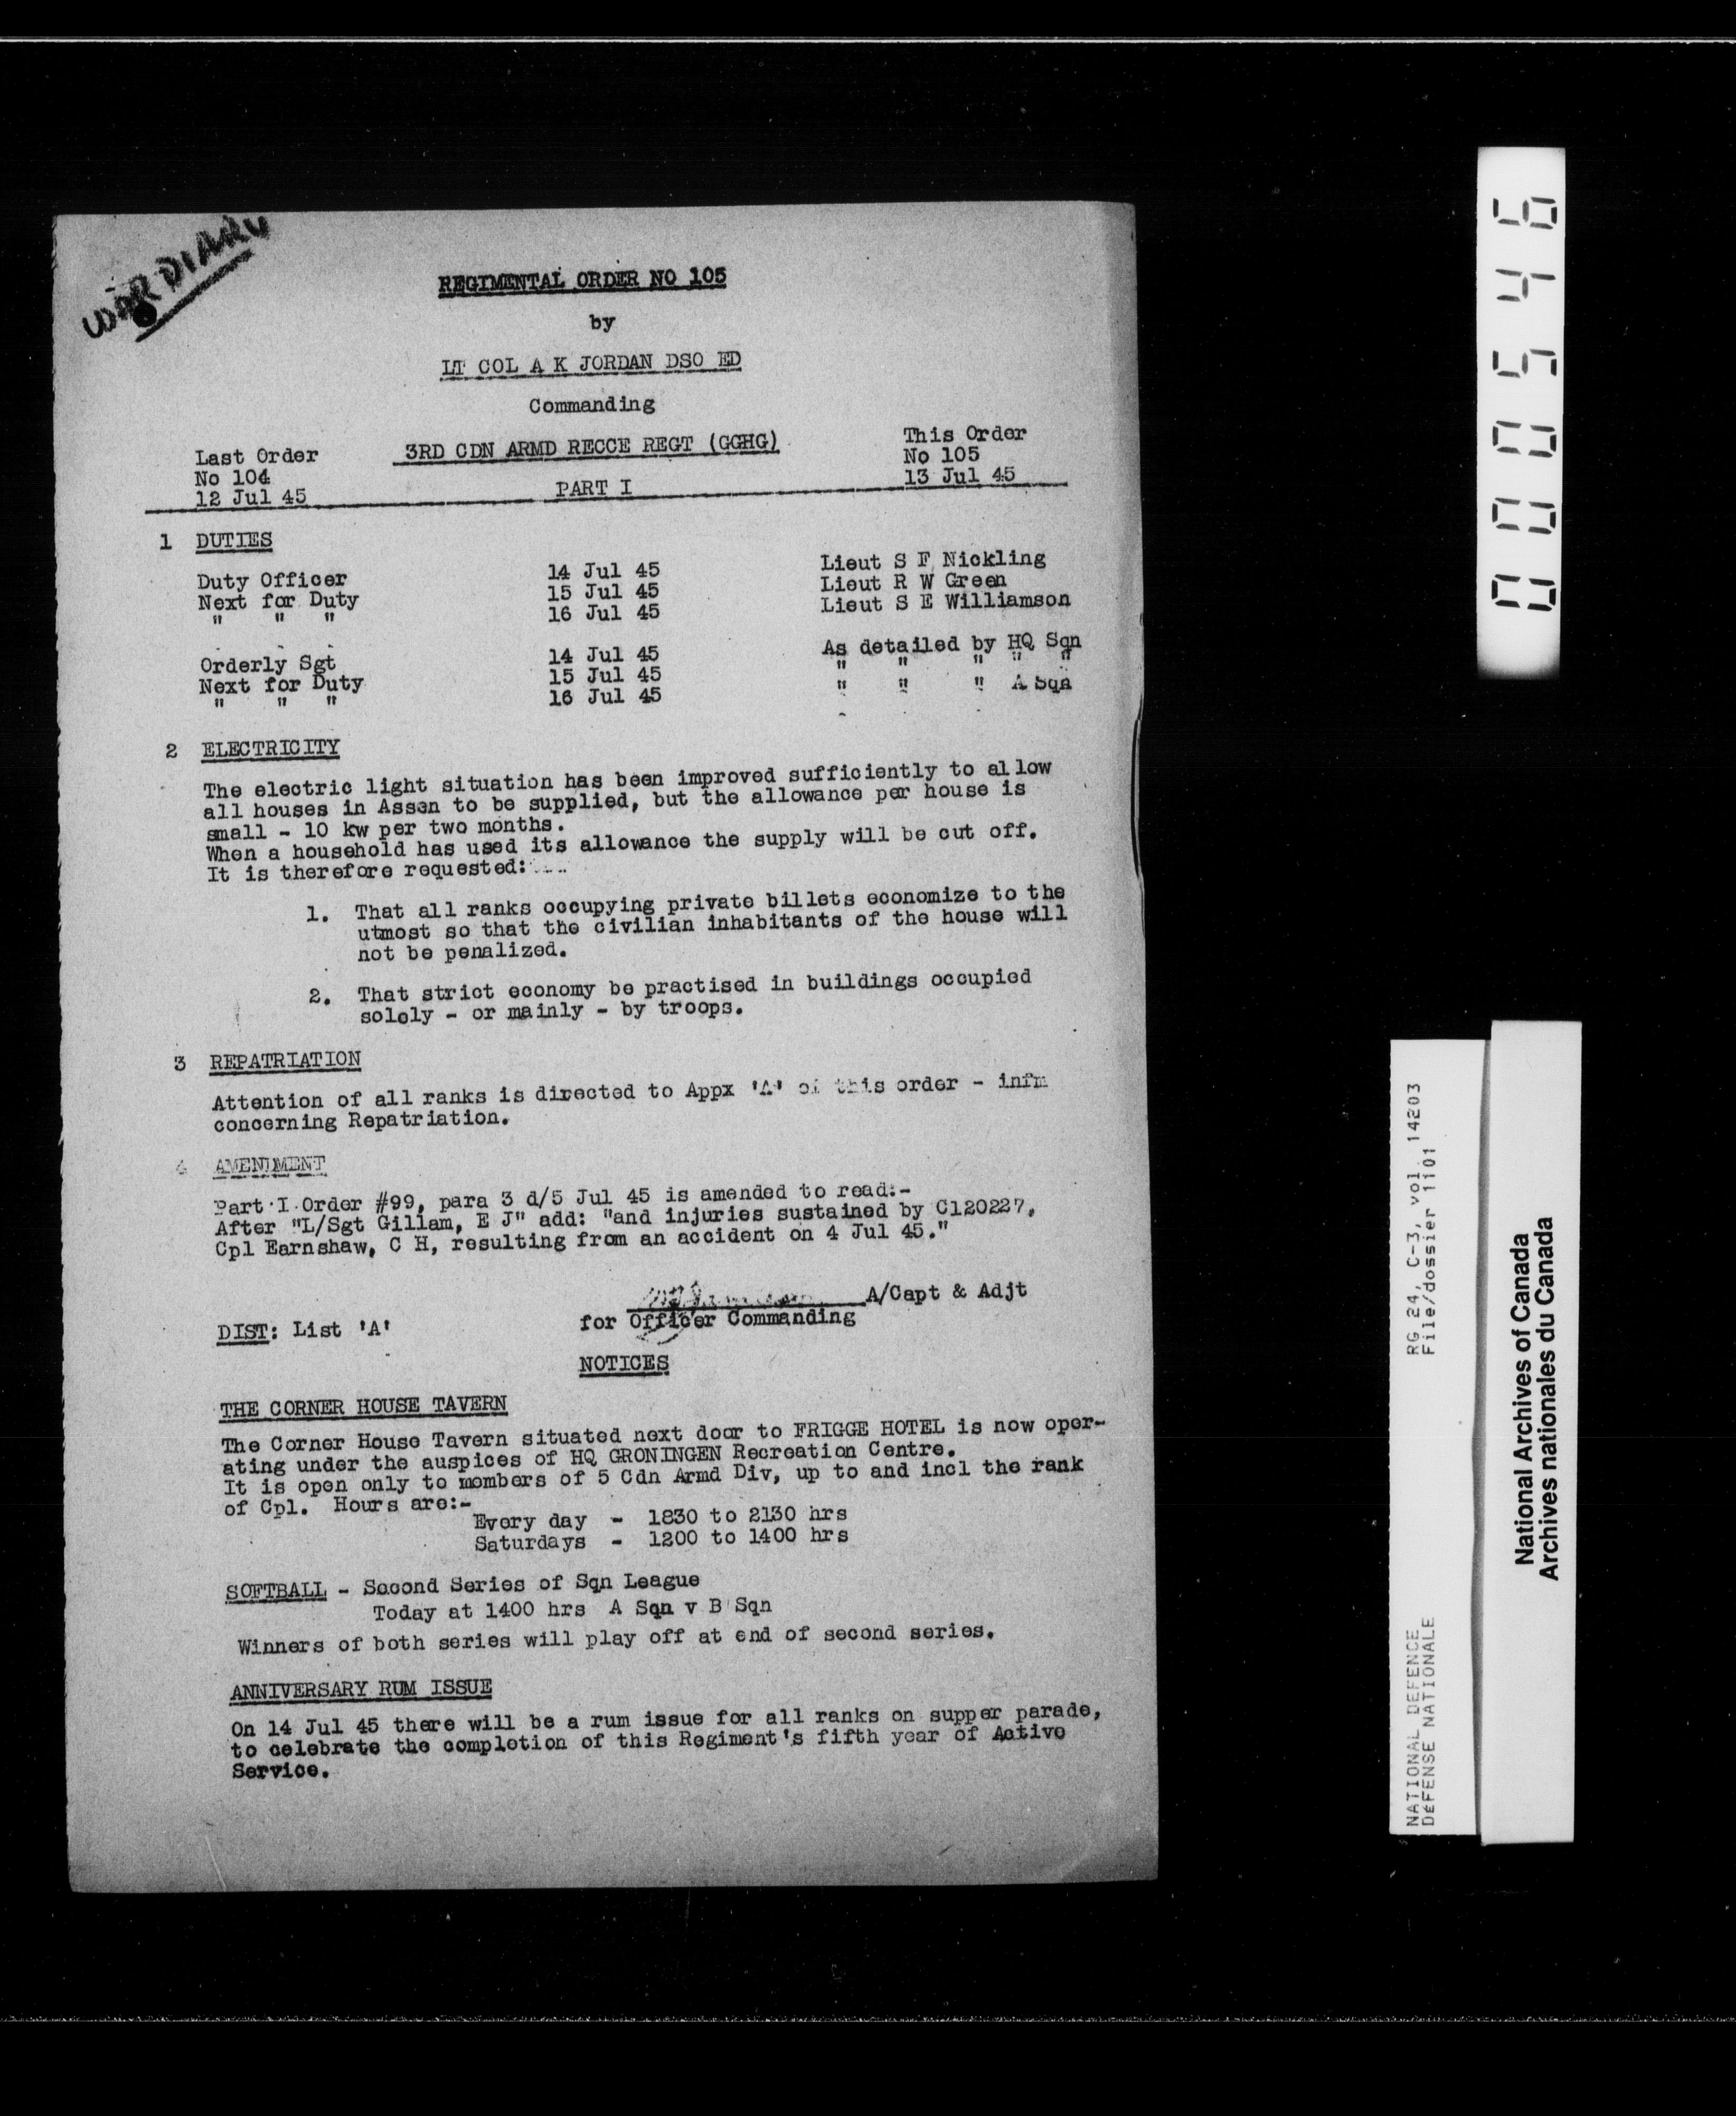 WAR DIARY
REGIMENTAL ORDER NO 105
by
LT COL A K JORDAN DSO ED
Commanding
3RD CDN ARMD RECCE REGT (GGHG)
Last Order
No 104
12 Jul 45
PART I
This Order
No 105
13 Jul 45
1 DUTIES
Duty Officer 14 Jul 45 Lieut S F Nickling
Next for Duty 15 Jul 45 Lieut R W Green
" " " 16 Jul 45 Lieut S E Williamson
Orderly Sgt 14 Jul 45 As detailed by HQ Sqn
Next for Duty 15 Jul 45 " " " " "
" " " 16 Jul 45 " " " A Sqn
2 ELECTRICITY
The electric light situation has been improved sufficiently to allow
all houses in Assen to be supplied, but the allowance per house is
small - 10 kw per two months.
When a household has used its allowance the supply will be cut off.
It is therefore requested:...
1. That all ranks occupying private billets economize to the
utmost so that the civilian inhabitants of the house will
not be penalized.
2. That strict economy be practised in buildings occupied
solely - or mainly - by troops.
3 REPATRIATION
Attention of all ranks is directed to Appx 'A' of this order - infm
concerning Repatriation.
4 AMENDMENT
Part I Order #99, para 3 d/5 Jul 45 is amended to read:-
After "L/Sgt Gillam, E J" add: "and injuries sustained by C120227,
Cpl Earnshaw, C H, resulting from an accident on 4 Jul 45."
A/Capt & Adjt
for Officer Commanding
DIST: List 'A'
NOTICES
THE CORNER HOUSE TAVERN
The Corner House Tavern situated next door to FRIGGE HOTEL is now oper-
ating under the auspices of HQ GRONINGEN Recreation Centre.
It is open only to members of 5 Cdn Armd Div, up to and incl the rank
of Cpl. Hours are:-
Every day - 1830 to 2130 hrs
Saturdays - 1200 to 1400 hrs
SOFTBALL - Second Series of Sqn League
Today at 1400 hrs A Sqn v B Sqn
Winners of both series will play off at end of second series.
ANNIVERSARY RUM ISSUE
On 14 Jul 45 there will be a rum issue for all ranks on supper parade,
to celebrate the completion of this Regiment's fifth year of Active
Service.
000546
NATIONAL DEFENCE RG 24, C-3, vol. 14203
DÉFENSE NATIONALE File/dossier 1101
National Archives of Canada
Archives nationales du Canada